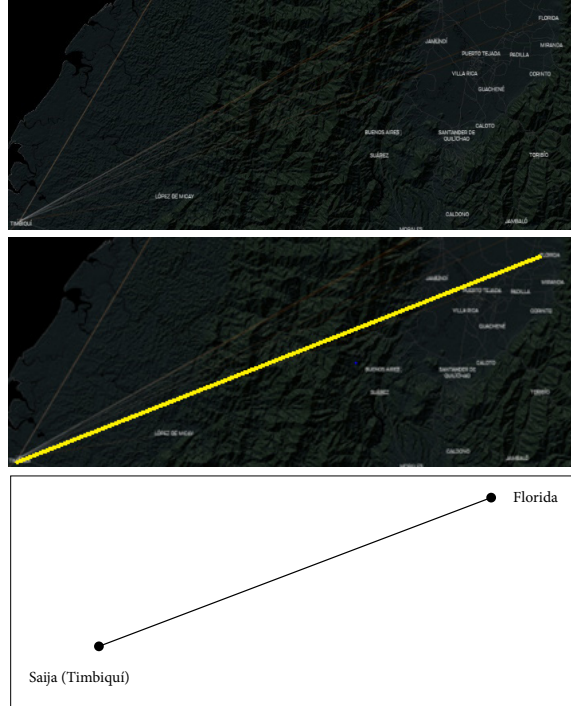 FLORIDA
JAMUNDÍ
MIRANDA
PUERTO TEJADA
PADILLA
VILLA RICA
CORINTO
GUACHENÉ
CALOTO
BUENOS AIRES
SANTANDER DE
QUILICHAO
SUÁREZ
TORIBÍO
LÓPEZ DE MICAY
CALDONO
TIMBIQUÍ
JAMBALÓ
MORALES
FLORIDA
JAMUNDÍ
MIRANDA
PUERTO TEJADA
PADILLA
VILLA RICA
CORINTO
GUACHENÉ
CALOTO
BUENOS AIRES
SANTANDER DE
QUILICHAO
SUÁREZ
LÓPEZ DE MICAY
CALDONO
JAMBALÓ
MORALES
Florida
Saija (Timbiquí)